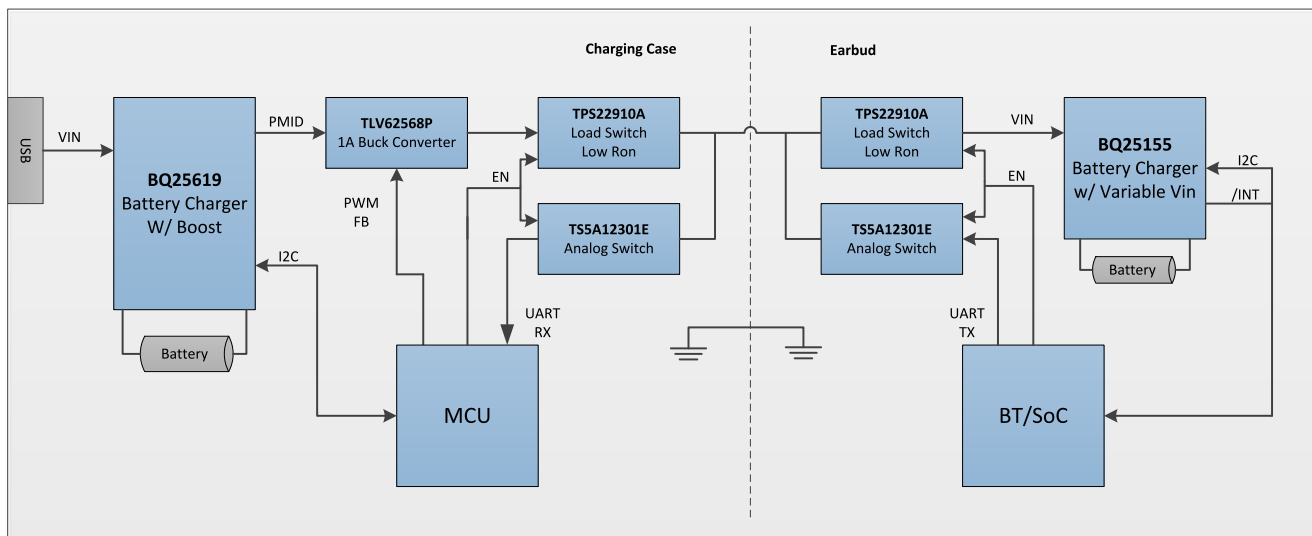 Charging Case
Earbud
USB
VIN
BQ25619
Battery Charger
W/ Boost
PMID
TLV62568P
1A Buck Converter
TPS22910A
Load Switch
Low Ron
EN
TS5A12301E
Analog Switch
PWM
FB
I2C
Battery
UART
RX
MCU
TPS22910A
Load Switch
Low Ron
VIN
BQ25155
Battery Charger
w/ Variable Vin
I2C
/INT
EN
TS5A12301E
Analog Switch
Battery
UART
TX
BT/SoC